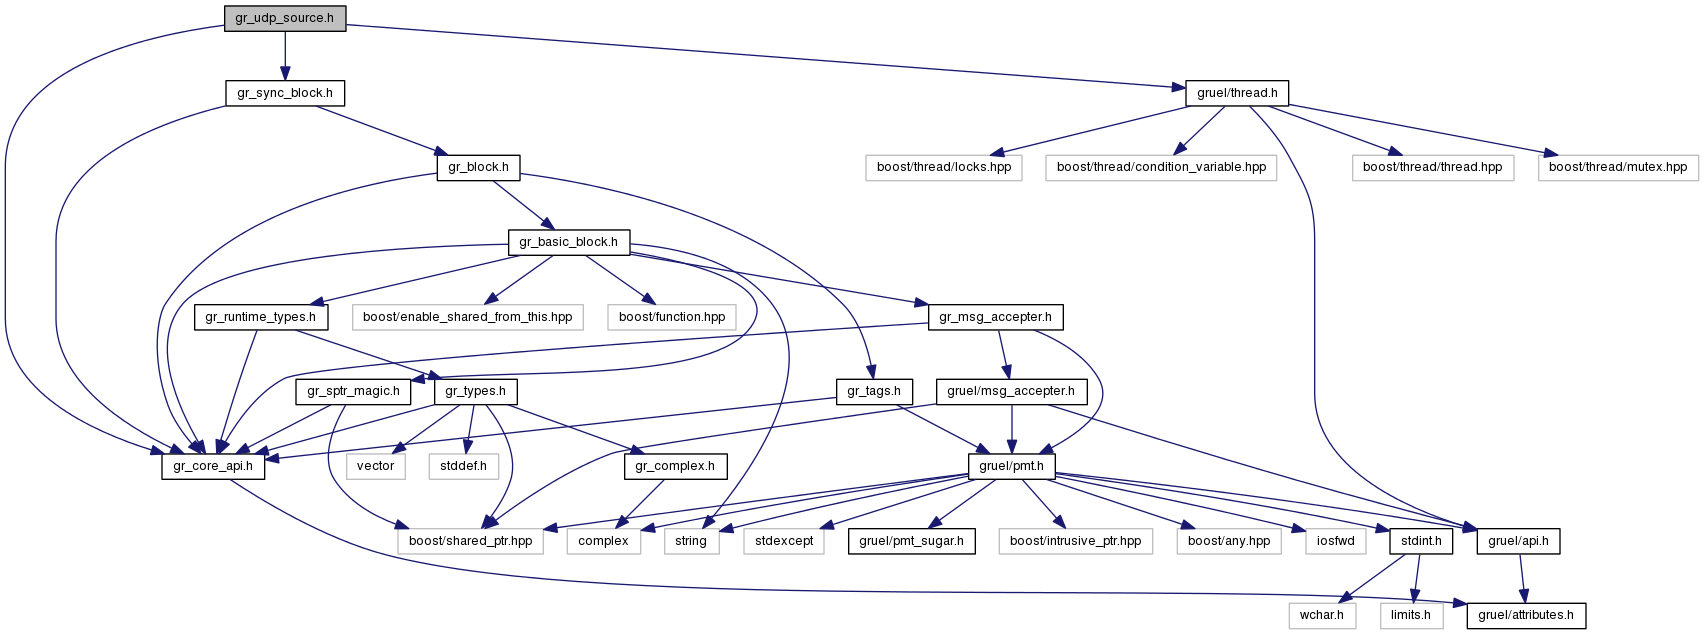 gr_udp_source.h
gr_sync_block.h
gruel/thread.h
gr_block.h
boost/thread/locks.hpp
boost/thread/condition_variable.hpp
boost/thread/thread.hpp
boost/thread/mutex.hpp
gr_basic_block.h
gr_runtime_types.h
boost/enable_shared_from_this.hpp
boost/function.hpp
gr_msg_accepter.h
gr_sptr_magic.h
gr_types.h
gr_tags.h
gruel/msg_accepter.h
gr_core_api.h
vector
stddef.h
gr_complex.h
gruel/pmt.h
boost/shared_ptr.hpp
complex
string
stdexcept
gruel/pmt_sugar.h
boost/intrusive_ptr.hpp
boost/any.hpp
iosfwd
stdint.h
gruel/api.h
wchar.h
limits.h
gruel/attributes.h